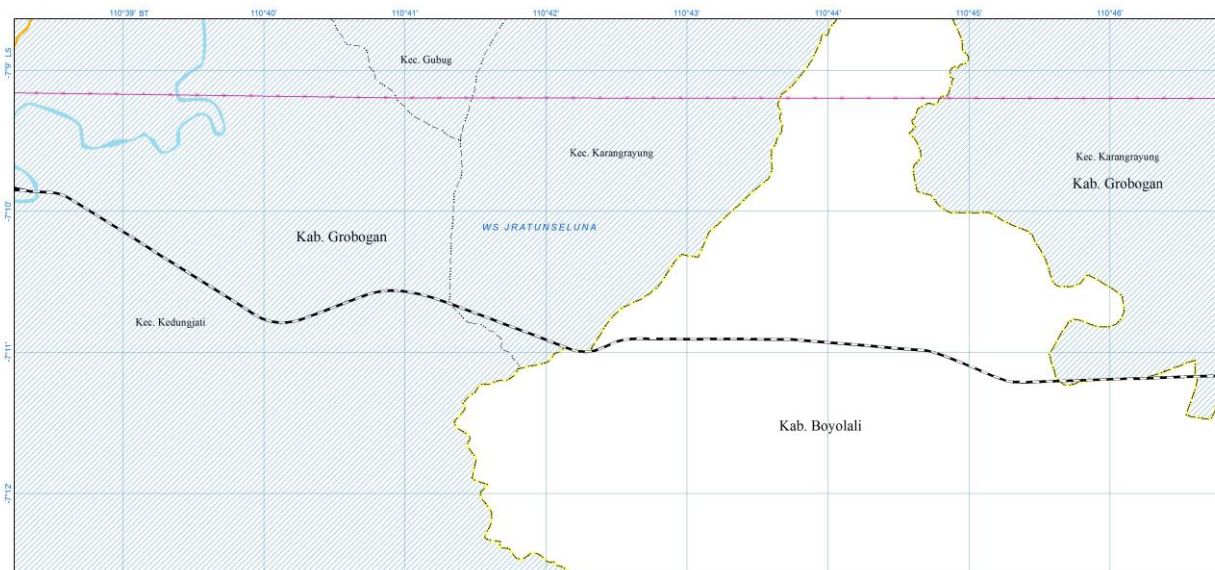 110°39' BT
110°40'
110°41'
110°42'
110°43'
110°44'
110°45'
110°46'
-7°9' LS
Kec. Gubug
Kec. Karangrayung
Kec. Karangrayung
Kab. Grobogan
-7°10'
WS JRATUNSELUNA
Kab. Grobogan
Kec. Kedungjati
-7°11'
Kab. Boyolali
-7°12'